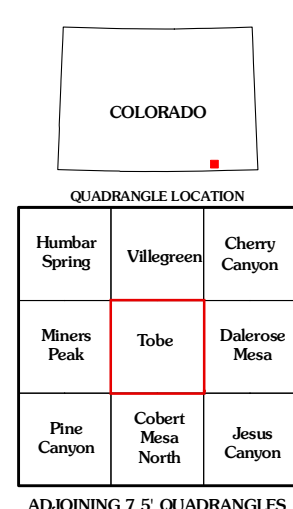 COLORADO
QUADRANGLE LOCATION
Humbar
Spring
Villegreen
Cherry
Canyon
Miners
Peak
Tobe
Dalerose
Mesa
Pine
Canyon
Cobert
Mesa
North
Jesus
Canyon
ADJOINING 7.5' QUADRANGLES